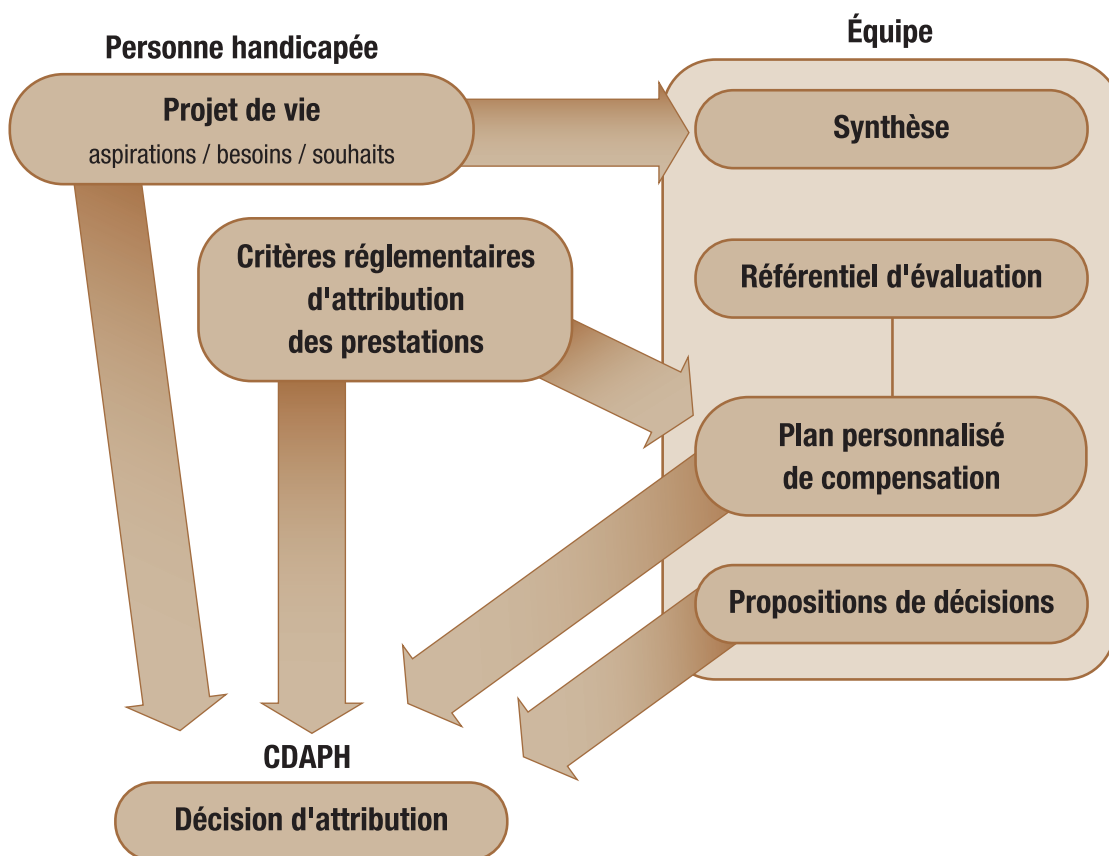 Personne handicapée
Projet de vie
aspirations / besoins / souhaits
Critères réglementaires
d'attribution
des prestations
Équipe
Synthèse
Référentiel d'évaluation
Plan personnalisé
de compensation
Propositions de décisions
CDAPH
Décision d'attribution